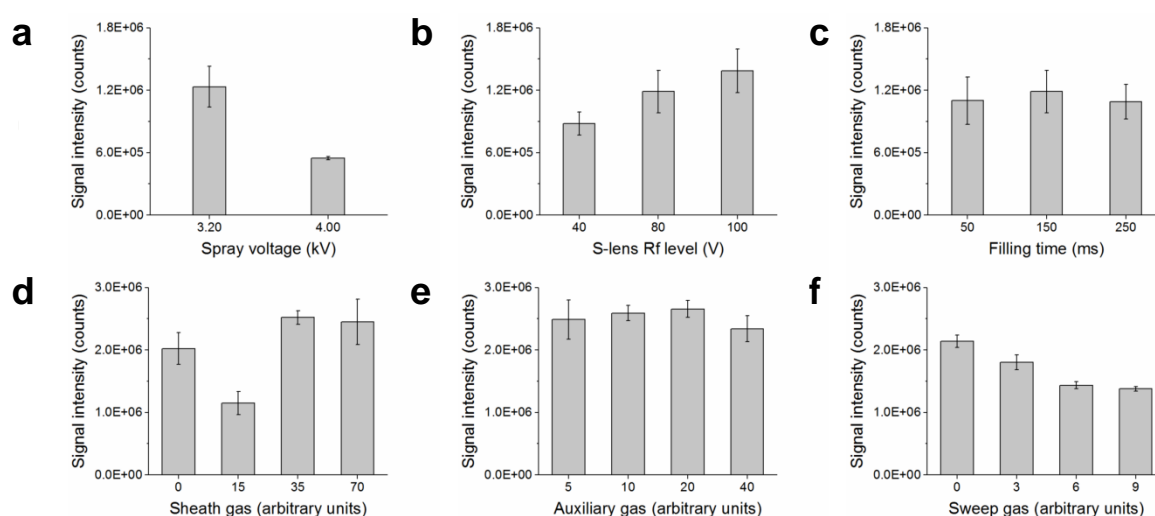 a
Signal intensity (counts)
1.8E+06
1.2E+06
6.0E+05
0.0E+00
3.20 4.00
Spray voltage (kV)
b
Signal intensity (counts)
1.8E+06
1.2E+06
6.0E+05
0.0E+00
40 80 100
S-lens Rf level (V)
c
Signal intensity (counts)
1.8E+06
1.2E+06
6.0E+05
0.0E+00
50 150 250
Filling time (ms)
d
Signal intensity (counts)
3.0E+06
2.0E+06
1.0E+06
0.0E+00
0 15 35 70
Sheath gas (arbitrary units)
e
Signal intensity (counts)
3.0E+06
2.0E+06
1.0E+06
0.0E+00
5 10 20 40
Auxiliary gas (arbitrary units)
f
Signal intensity (counts)
3.0E+06
2.0E+06
1.0E+06
0.0E+00
0 3 6 9
Sweep gas (arbitrary units)